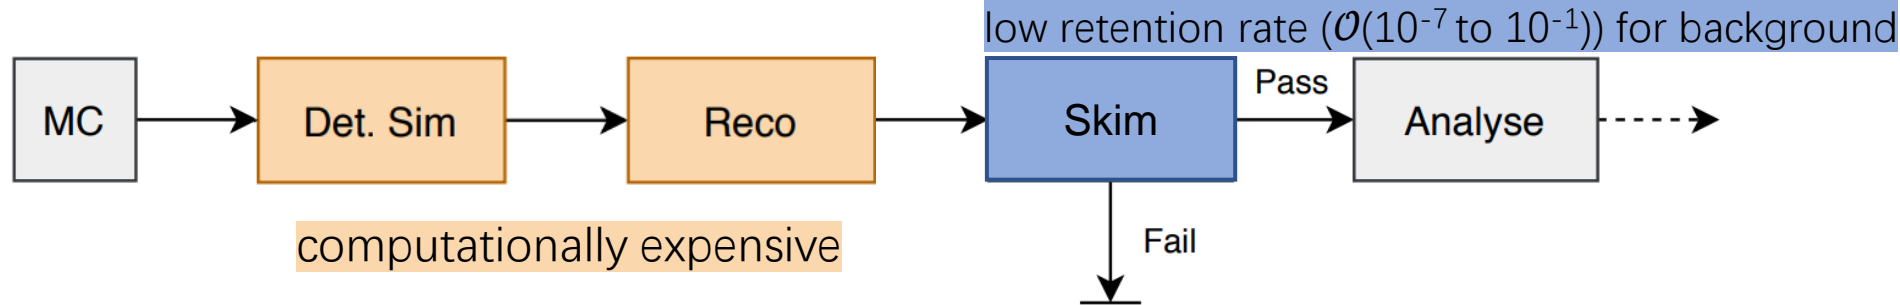 low retention rate (𝒪(10⁻⁷ to 10⁻¹)) for background
MC
Det. Sim
Reco
Skim
Pass
Analyse
computationally expensive
Fail